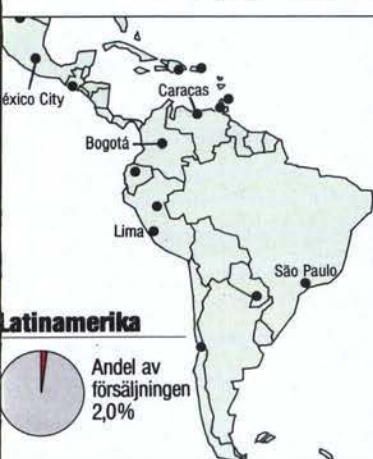 éxico City
Caracas
Bogotá
Lima
São Paulo
Latinamerika
Andel av
försäljningen
2,0%